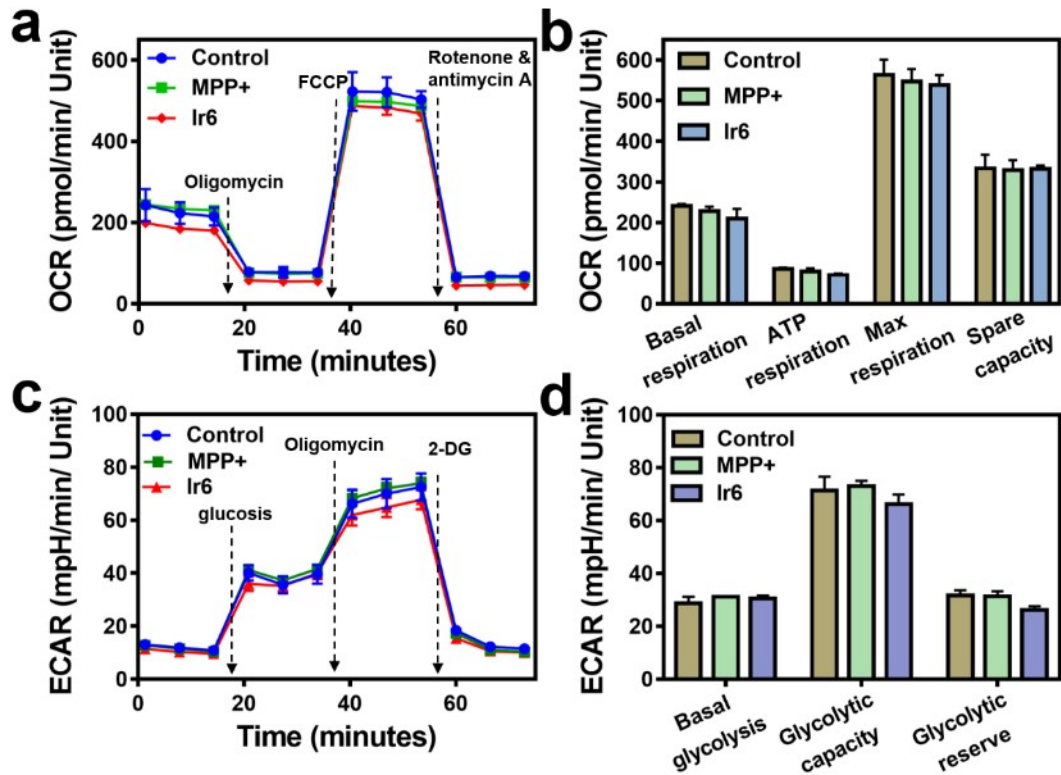 a
OCR (pmol/min/ Unit)
600
400
200
0
Control
MPP+
Ir6
Oligomycin
FCCP
Rotenone &
antimycin A
0
20
40
60
Time (minutes)
b
OCR (pmol/min/ Unit)
600
500
400
300
200
100
0
Control
MPP+
Ir6
Basal
respiration
ATP
respiration
Max
respiration
Spare
capacity
c
ECAR (mpH/min/ Unit)
100
80
60
40
20
0
Control
MPP+
Ir6
glucosis
Oligomycin
2-DG
0
20
40
60
Time (minutes)
d
ECAR (mpH/min/ Unit)
100
80
60
40
20
0
Control
MPP+
Ir6
Basal
glycolysis
Glycolytic
capacity
Glycolytic
reserve